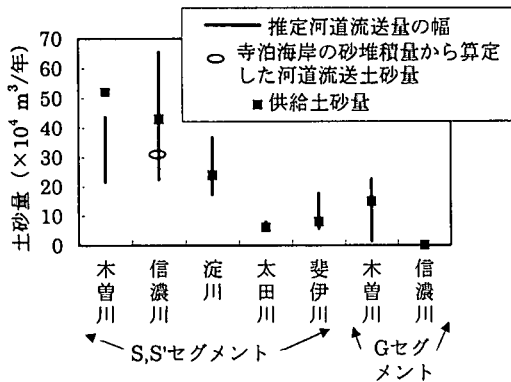 推定河道流送量の幅
寺泊海岸の砂堆積量から算定
した河道流送土砂量
供給土砂量
土砂量 (×10⁴ m³/年)
70
60
50
40
30
20
10
0
木曽川
信濃川
淀川
太田川
斐伊川
木曽川
信濃川
S,S'セグメント
Gセグ
メント